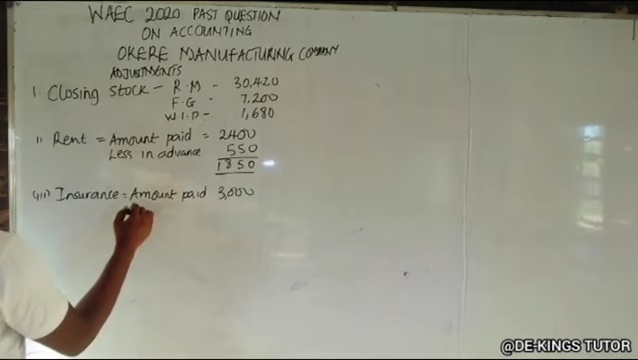 WAEC 2020 PAST QUESTION
ON ACCOUNTING
OKERE MANUFACTURING COMPANY
ADJUSTMENTS
i. Closing stock - R.M - 30,420
F.G - 7,200
W.I.P - 1,680
ii Rent = Amount paid = 2400
Less in advance 550
1850
(iii) Insurance = Amount paid 3,000
@DE-KINGS TUTOR